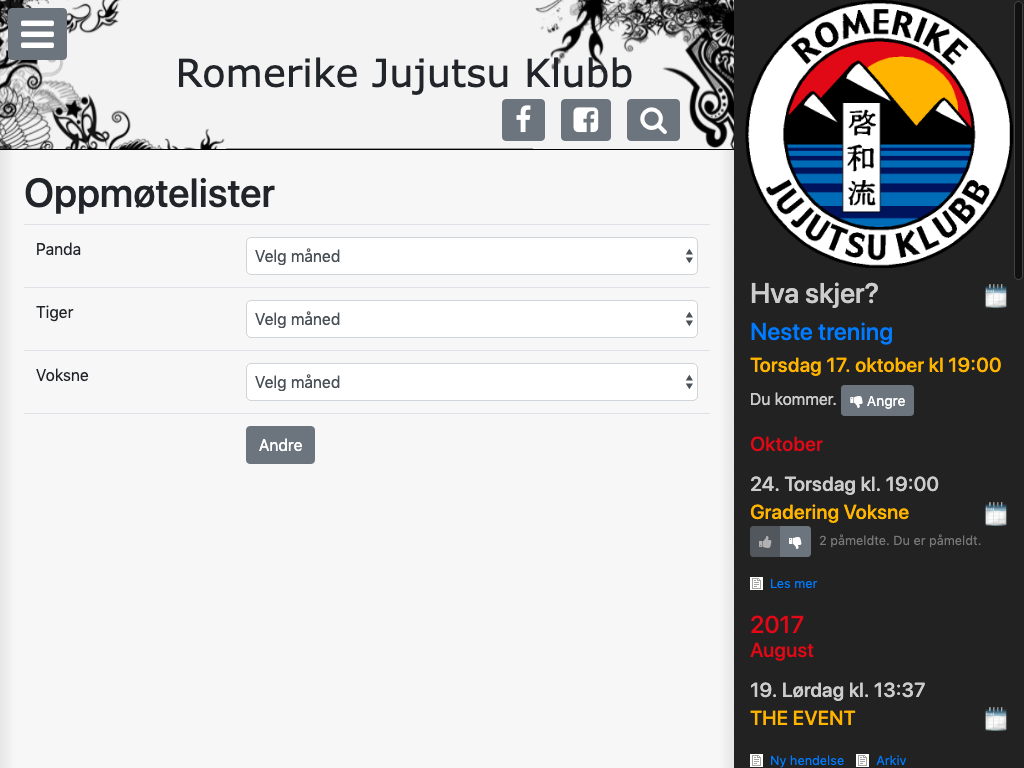 Romerike Jujutsu Klubb
Oppmøtelister
Panda
Velg måned
Tiger
Velg måned
Voksne
Velg måned
Andre
ROMERIKE
啓
和
流
JUJUTSU KLUBB
Hva skjer?
Neste trening
Torsdag 17. oktober kl 19:00
Du kommer. Angre
Oktober
24. Torsdag kl. 19:00
Gradering Voksne
2 påmeldte. Du er påmeldt.
Les mer
2017
August
19. Lørdag kl. 13:37
THE EVENT
Ny hendelse Arkiv